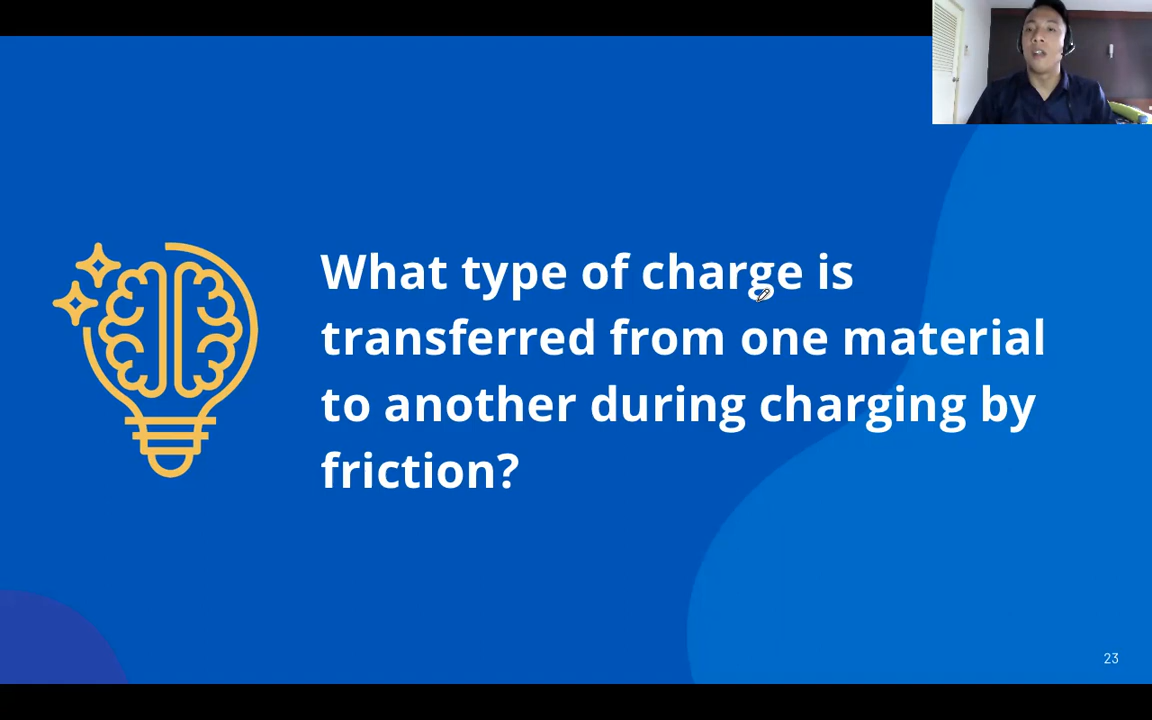 What type of charge is
transferred from one material
to another during charging by
friction?
23